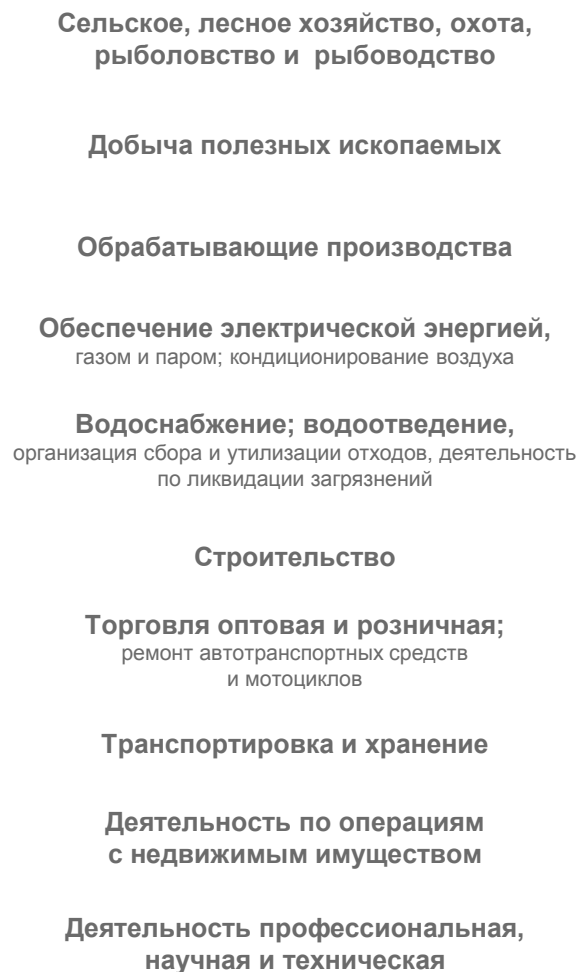 Сельское, лесное хозяйство, охота,
рыболовство и рыбоводство
Добыча полезных ископаемых
Обрабатывающие производства
Обеспечение электрической энергией,
газом и паром; кондиционирование воздуха
Водоснабжение; водоотведение,
организация сбора и утилизации отходов, деятельность
по ликвидации загрязнений
Строительство
Торговля оптовая и розничная;
ремонт автотранспортных средств
и мотоциклов
Транспортировка и хранение
Деятельность по операциям
с недвижимым имуществом
Деятельность профессиональная,
научная и техническая